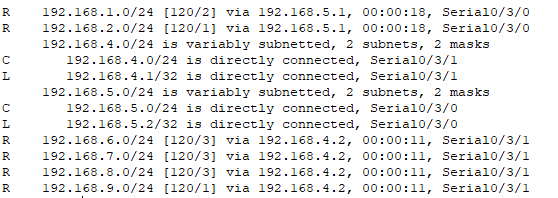 R 192.168.1.0/24 [120/2] via 192.168.5.1, 00:00:18, Serial0/3/0
R 192.168.2.0/24 [120/1] via 192.168.5.1, 00:00:18, Serial0/3/0
192.168.4.0/24 is variably subnetted, 2 subnets, 2 masks
C 192.168.4.0/24 is directly connected, Serial0/3/1
L 192.168.4.1/32 is directly connected, Serial0/3/1
192.168.5.0/24 is variably subnetted, 2 subnets, 2 masks
C 192.168.5.0/24 is directly connected, Serial0/3/0
L 192.168.5.2/32 is directly connected, Serial0/3/0
R 192.168.6.0/24 [120/3] via 192.168.4.2, 00:00:11, Serial0/3/1
R 192.168.7.0/24 [120/3] via 192.168.4.2, 00:00:11, Serial0/3/1
R 192.168.8.0/24 [120/3] via 192.168.4.2, 00:00:11, Serial0/3/1
R 192.168.9.0/24 [120/1] via 192.168.4.2, 00:00:11, Serial0/3/1